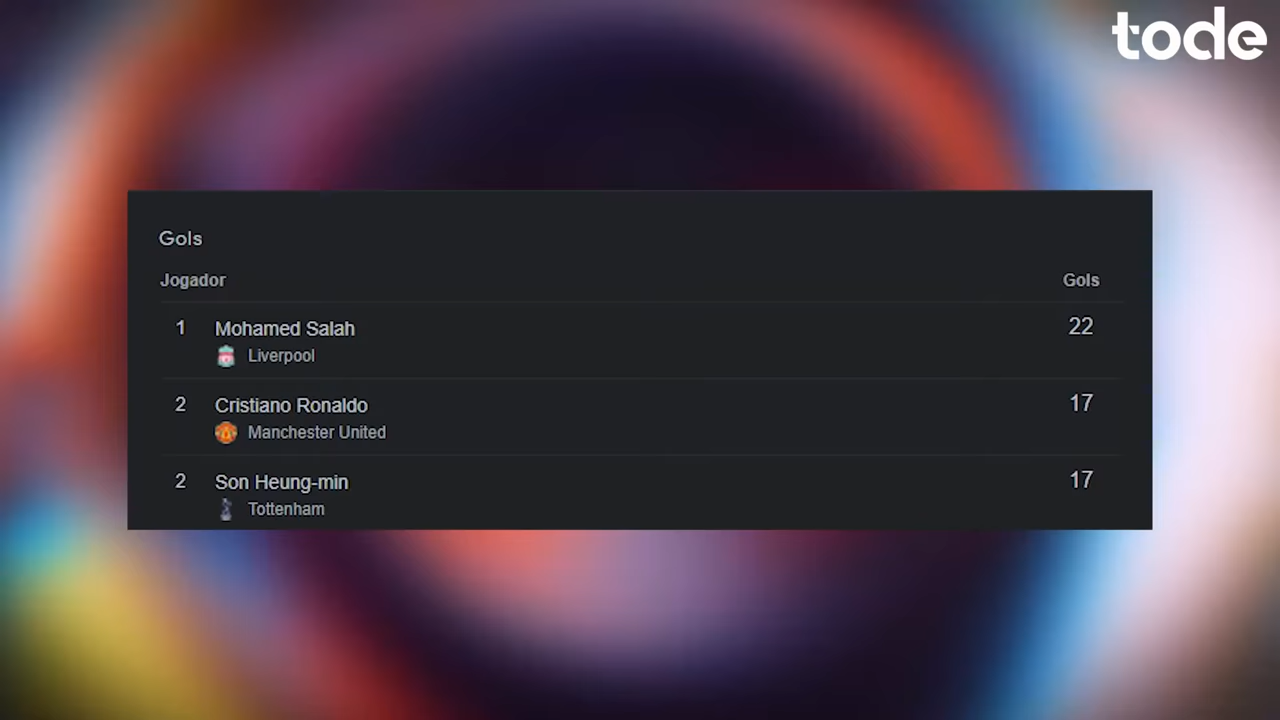 tode
Gols
Jogador Gols
1 Mohamed Salah 22
Liverpool
2 Cristiano Ronaldo 17
Manchester United
2 Son Heung-min 17
Tottenham